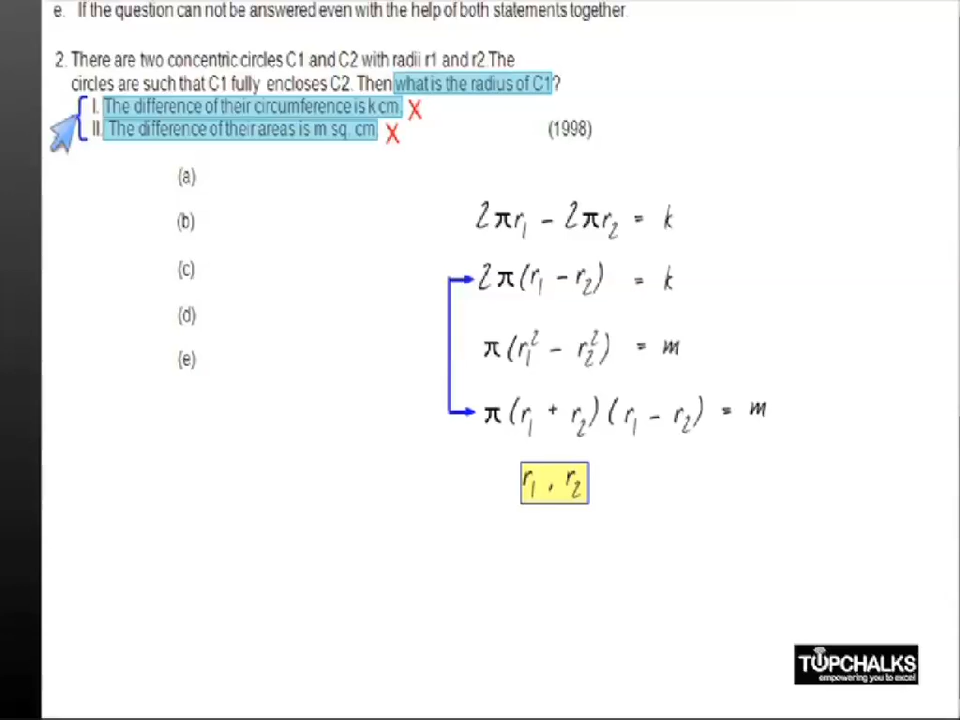 e. If the question can not be answered even with the help of both statements together.
2. There are two concentric circles C1 and C2 with radii r1 and r2.The
circles are such that C1 fully encloses C2. Then what is the radius of C1?
I. The difference of their circumference is k cm. X
II. The difference of their areas is m sq. cm. X
(1998)
(a)
(b)
(c)
(d)
(e)
2πr₁ − 2πr₂ = k
2π(r₁ − r₂) = k
π(r₁² − r₂²) = m
π(r₁ + r₂)(r₁ − r₂) = m
r₁, r₂
TOPCHALKS
empowering you to excel